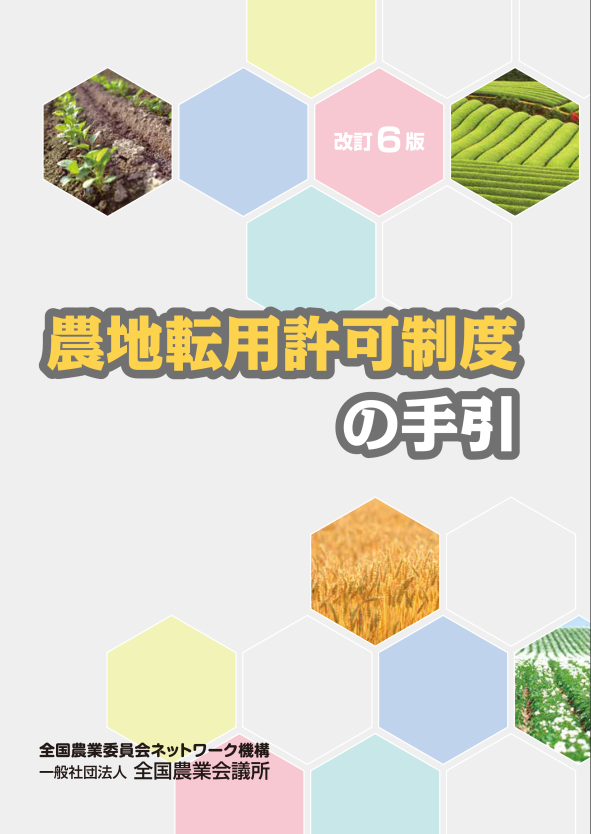 改訂6版
農地転用許可制度
の手引
全国農業委員会ネットワーク機構
一般社団法人 全国農業会議所